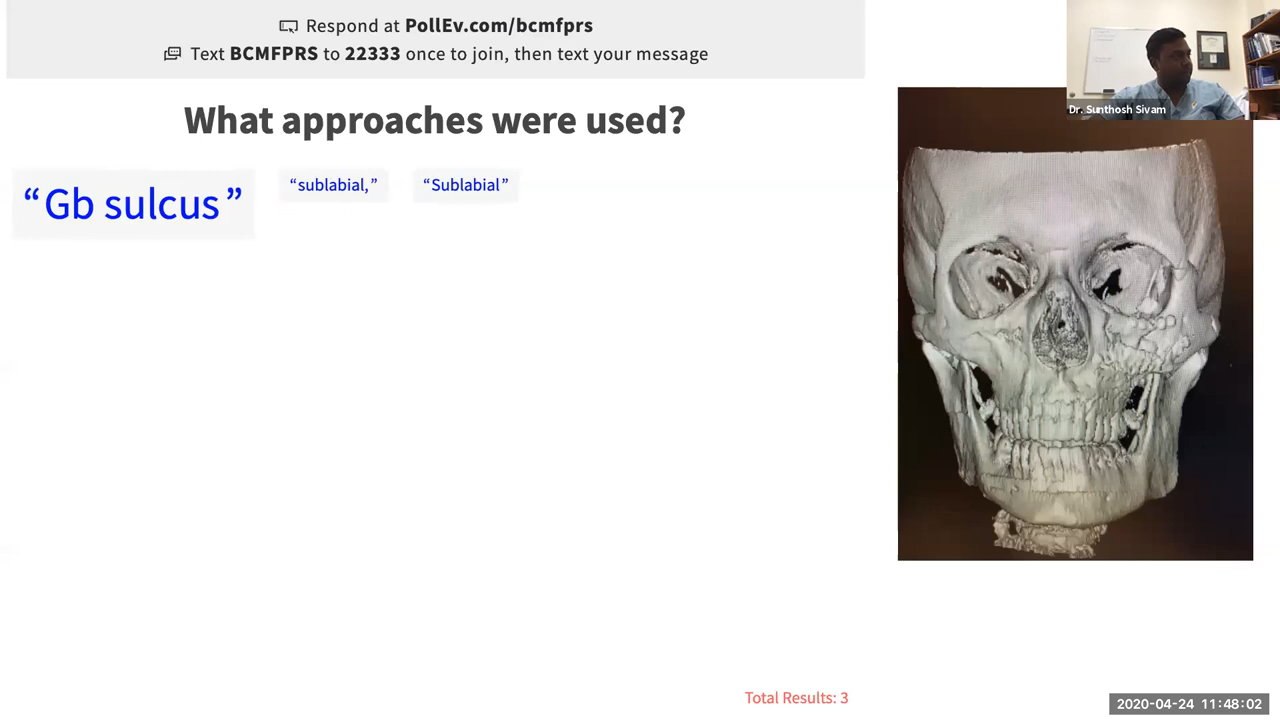 Respond at PollEv.com/bcmfprs
Text BCMFPRS to 22333 once to join, then text your message
What approaches were used?
“Gb sulcus”
“sublabial,”
“Sublabial”
Dr. Sunthosh Sivam
Total Results: 3
2020-04-24 11:48:02